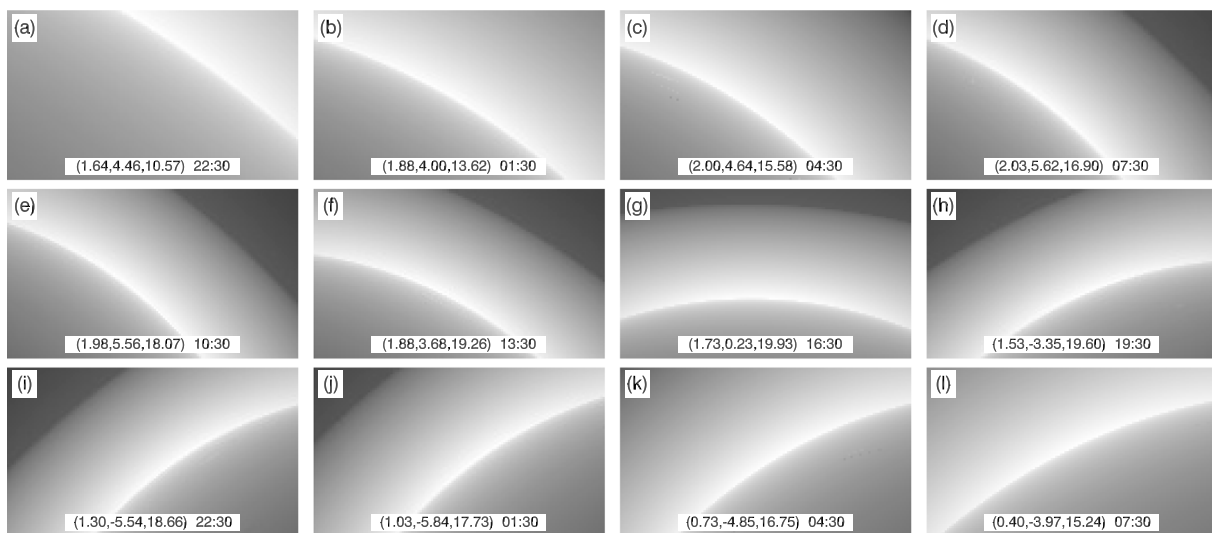 (a)
(1.64,4.46,10.57) 22:30
(b)
(1.88,4.00,13.62) 01:30
(c)
(2.00,4.64,15.58) 04:30
(d)
(2.03,5.62,16.90) 07:30
(e)
(1.98,5.56,18.07) 10:30
(f)
(1.88,3.68,19.26) 13:30
(g)
(1.73,0.23,19.93) 16:30
(h)
(1.53,-3.35,19.60) 19:30
(i)
(1.30,-5.54,18.66) 22:30
(j)
(1.03,-5.84,17.73) 01:30
(k)
(0.73,-4.85,16.75) 04:30
(l)
(0.40,-3.97,15.24) 07:30